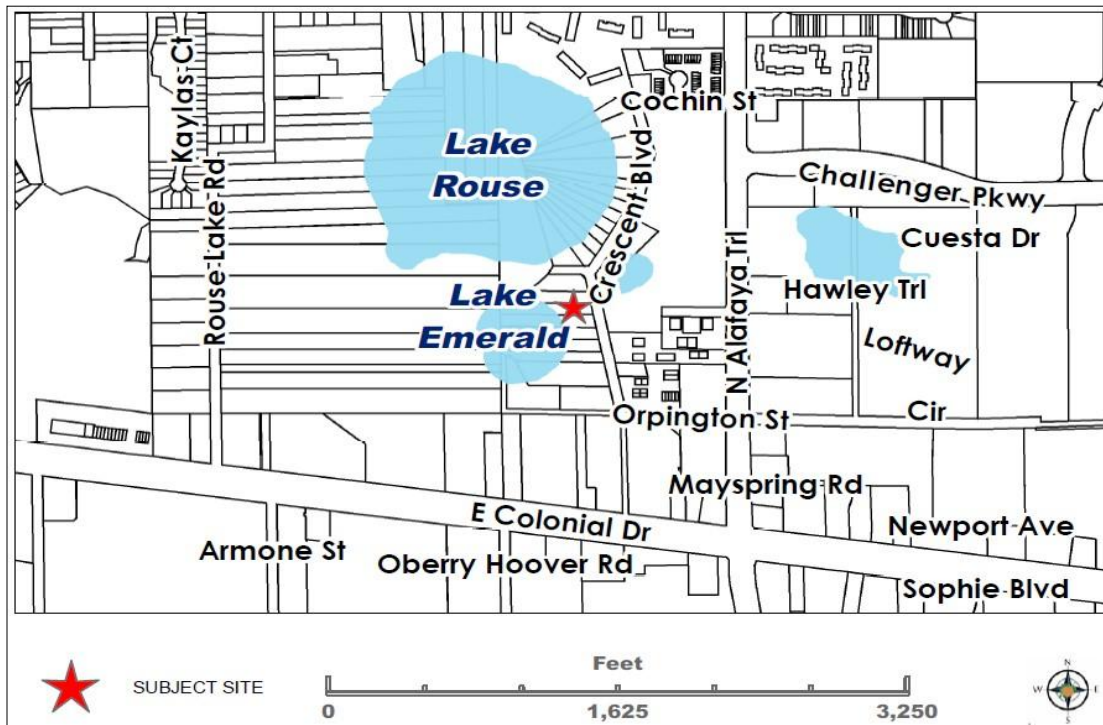 Kaylas Ct
Cochin St
Lake
Rouse
Crescent Blvd
Challenger Pkwy
Cuesta Dr
Rouse Lake Rd
N Alafaya Trl
Hawley Trl
Lake
Emerald
Loftway
Cir
Orpington St
Mayspring Rd
E Colonial Dr
Newport Ave
Armone St
Oberry Hoover Rd
Sophie Blvd
SUBJECT SITE
Feet
0 1,625 3,250
N
W E
S